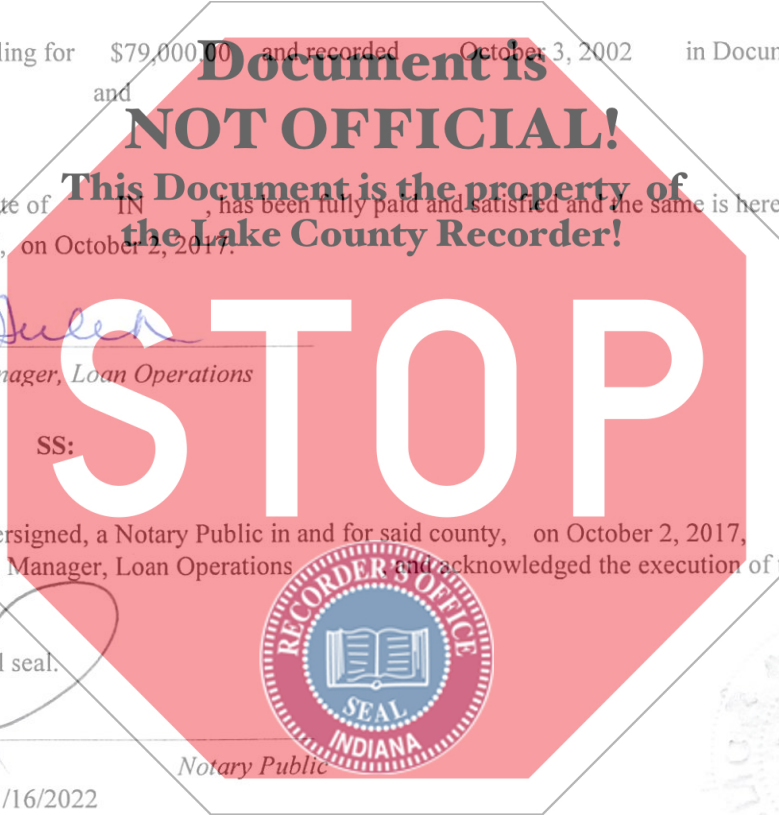 ling for $79,000.00 and recorded October 3, 2002 in Docum
Document is
and
NOT OFFICIAL!
This Document is the property of
te of IN , has been fully paid and satisfied and the same is here
the Lake County Recorder!
, on October 2, 2017.
nager, Loan Operations
STOP
SS:
ersigned, a Notary Public in and for said county, on October 2, 2017,
Manager, Loan Operations , and acknowledged the execution of
RECORDER'S OFFICE
l seal.
SEAL
INDIANA
Notary Public
/16/2022